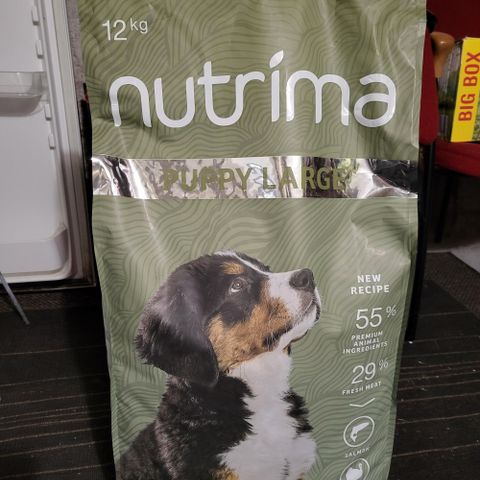 12 kg
nutrima
PUPPY LARGE
NEW
RECIPE
55%
PREMIUM
ANIMAL
INGREDIENTS
29%
FRESH MEAT
SALMON
BIG BOX